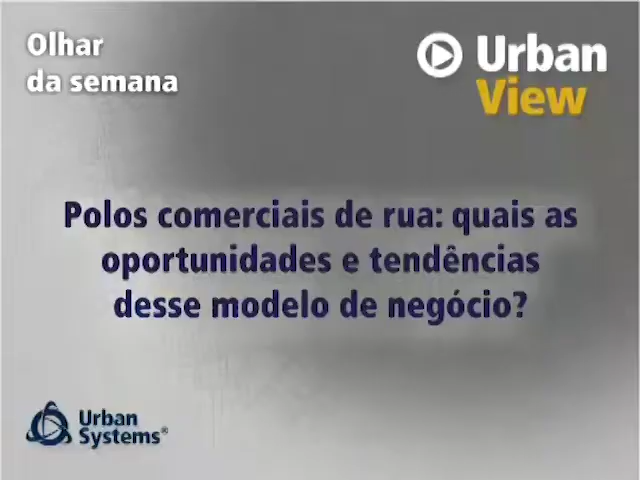 Olhar
da semana
Urban
View
Polos comerciais de rua: quais as
oportunidades e tendências
desse modelo de negócio?
Urban
Systems®